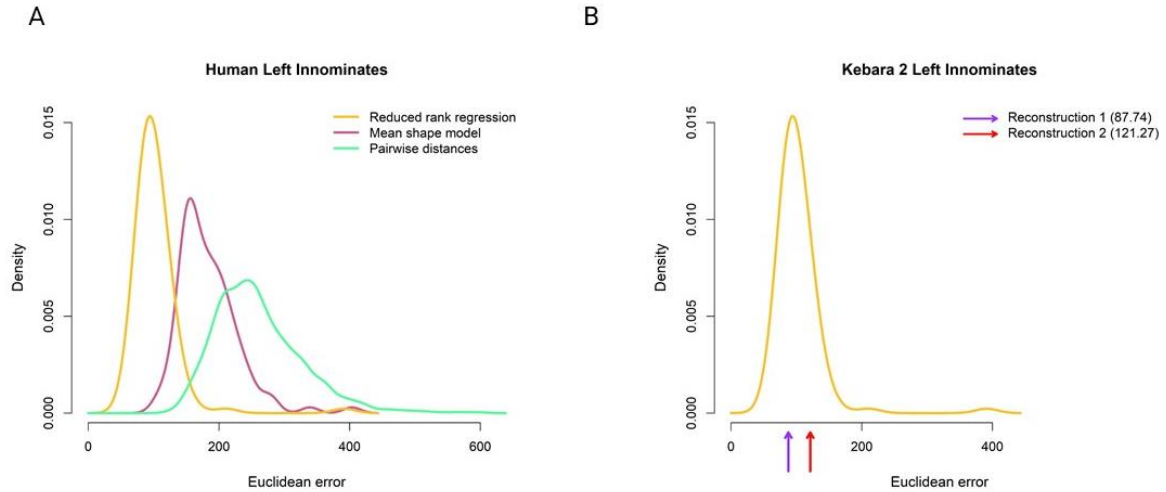 A
Human Left Innominates
Reduced rank regression
Mean shape model
Pairwise distances
Density
0.015
0.010
0.005
0.000
0
200
400
600
Euclidean error
B
Kebara 2 Left Innominates
Reconstruction 1 (87.74)
Reconstruction 2 (121.27)
Density
0.015
0.010
0.005
0.000
0
200
400
Euclidean error